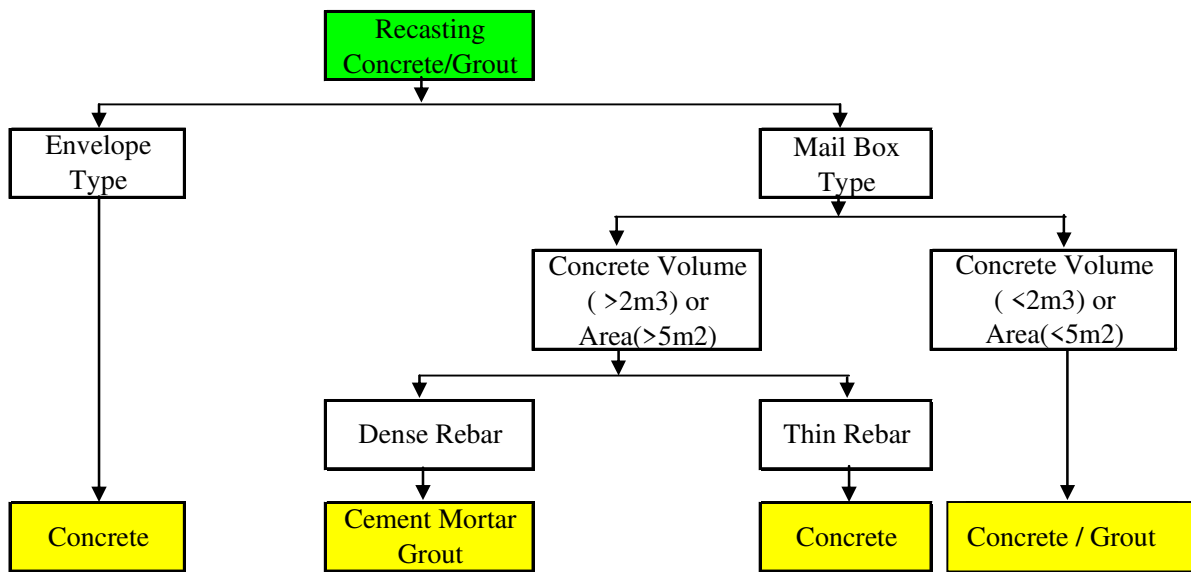 Recasting
Concrete/Grout
Envelope
Type
Mail Box
Type
Concrete Volume
( >2m3) or
Area(>5m2)
Concrete Volume
( <2m3) or
Area(<5m2)
Dense Rebar
Thin Rebar
Concrete
Cement Mortar
Grout
Concrete
Concrete / Grout